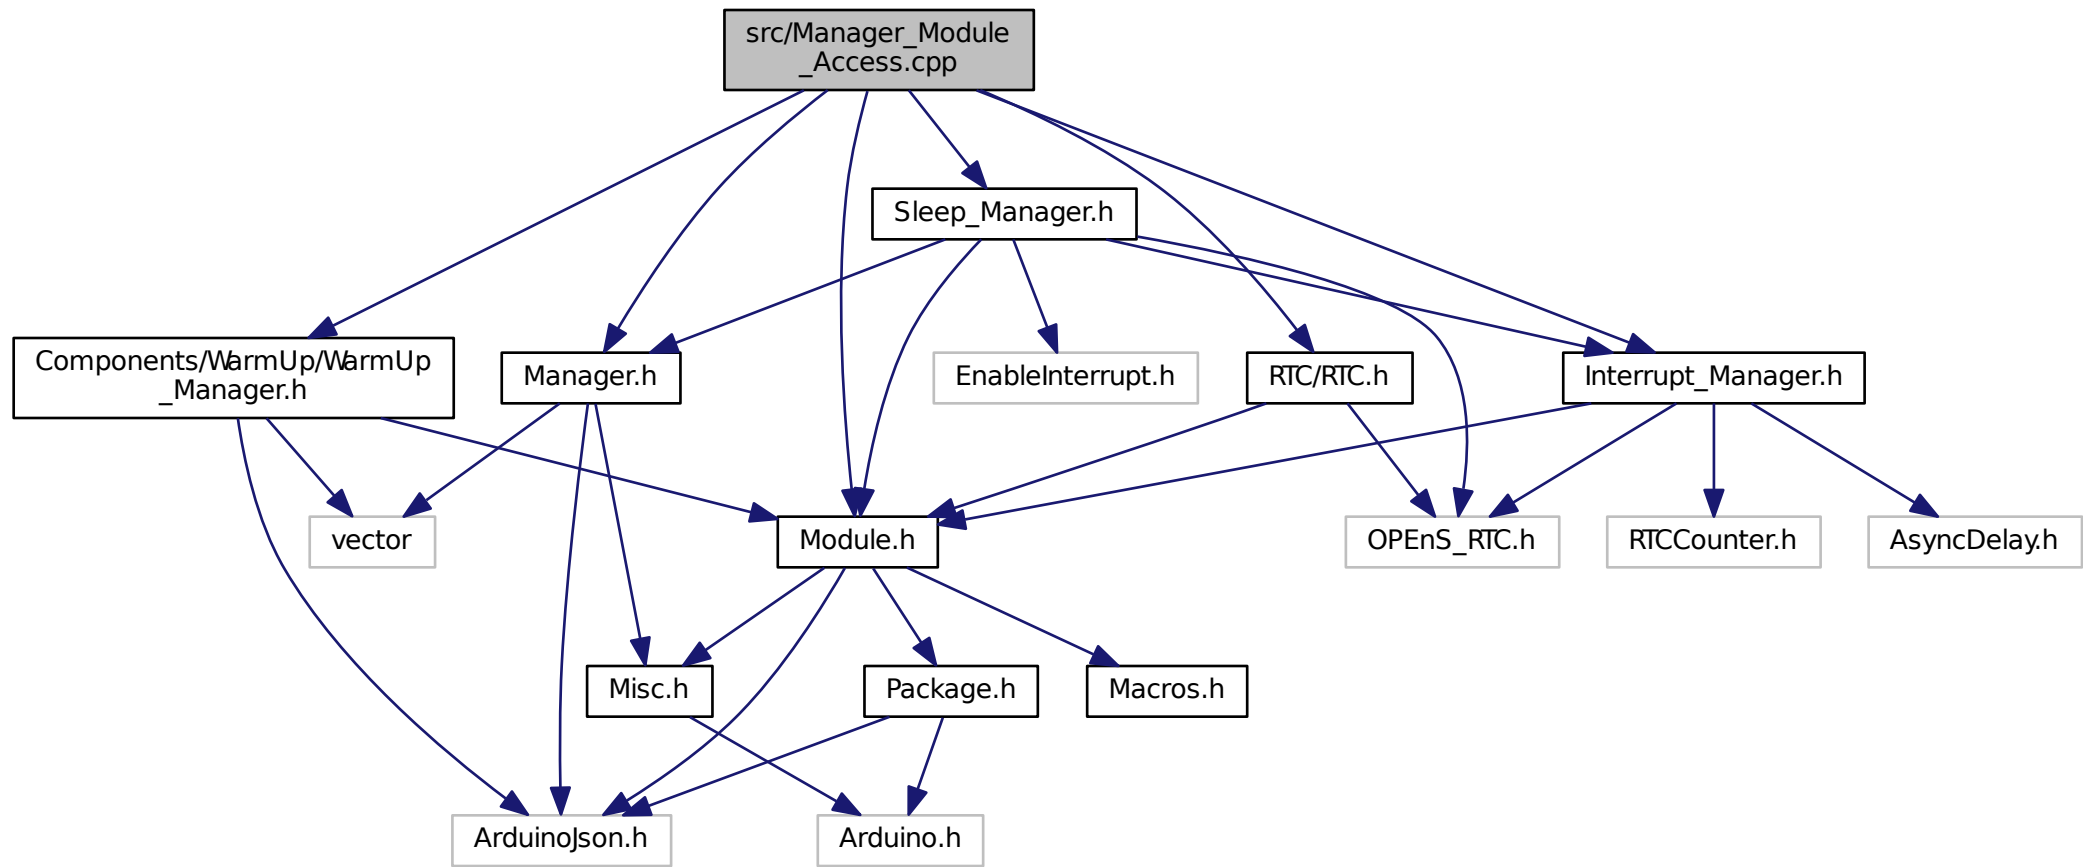 src/Manager_Module
_Access.cpp
Sleep_Manager.h
Components/WarmUp/WarmUp
_Manager.h
Manager.h
EnableInterrupt.h
RTC/RTC.h
Interrupt_Manager.h
vector
Module.h
OPEnS_RTC.h
RTCCounter.h
AsyncDelay.h
Misc.h
Package.h
Macros.h
ArduinoJson.h
Arduino.h